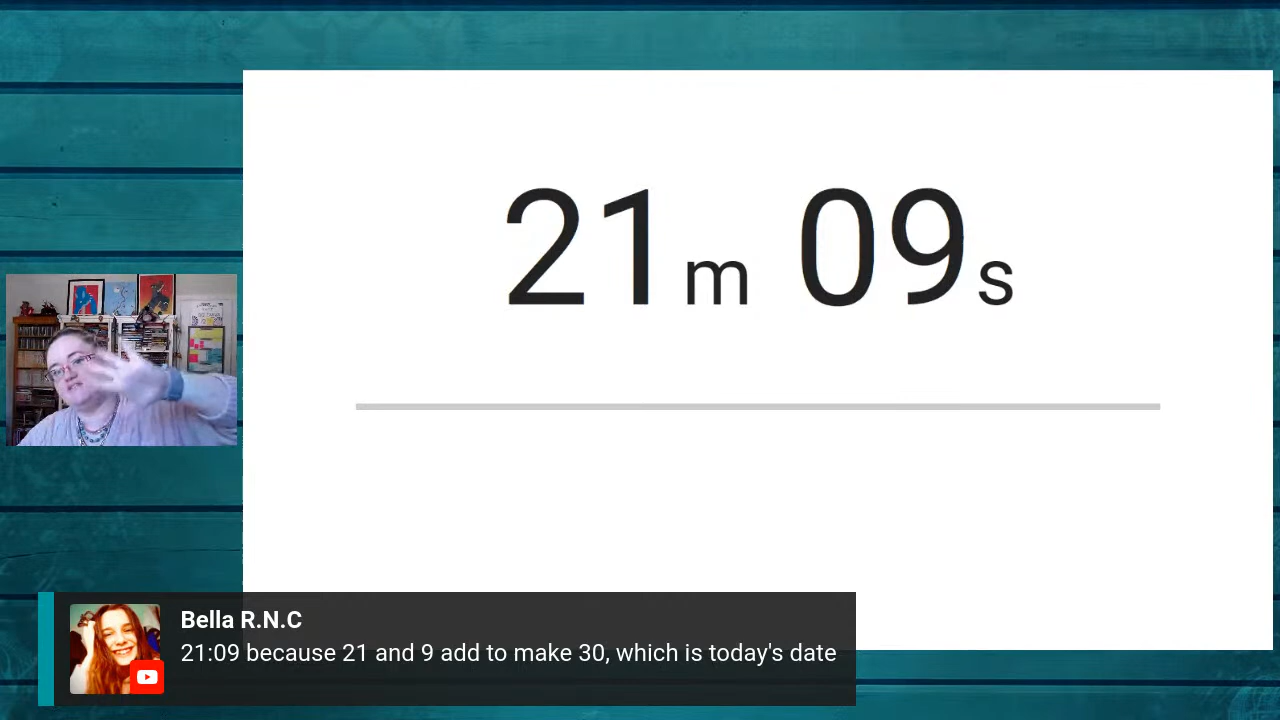 21m 09s
Bella R.N.C
21:09 because 21 and 9 add to make 30, which is today's date